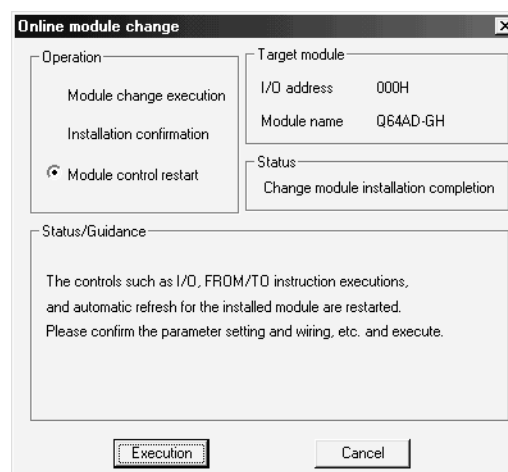 Online module change
Operation
Module change execution
Installation confirmation
Module control restart
Target module
I/O address 000H
Module name Q64AD-GH
Status
Change module installation completion
Status/Guidance
The controls such as I/O, FROM/TO instruction executions,
and automatic refresh for the installed module are restarted.
Please confirm the parameter setting and wiring, etc. and execute.
Execution Cancel